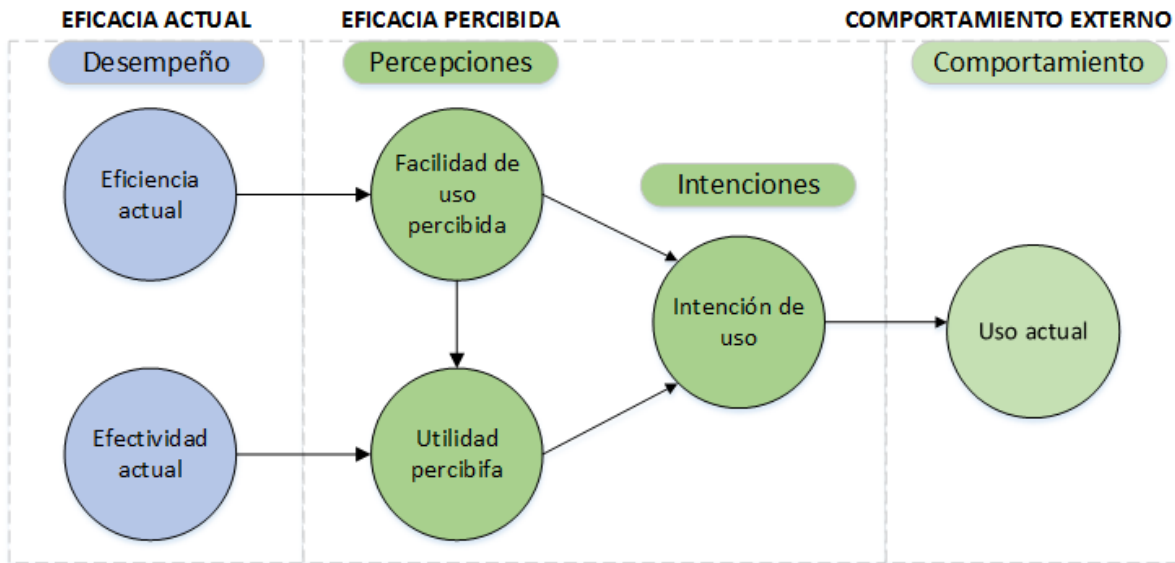 EFICACIA ACTUAL
EFICACIA PERCIBIDA
COMPORTAMIENTO EXTERNO
Desempeño
Percepciones
Comportamiento
Eficiencia
actual
Facilidad de
uso
percibida
Intenciones
Intención de
uso
Uso actual
Efectividad
actual
Utilidad
percibifa